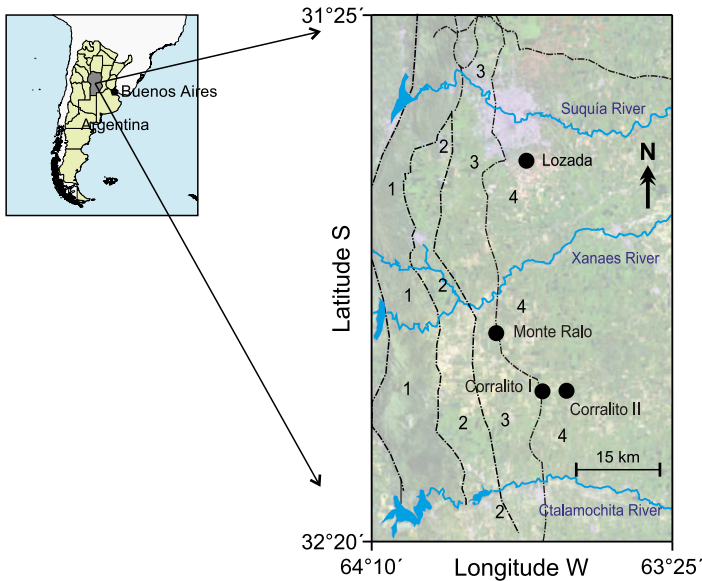 Buenos Aires
Argentina
31°25´
Latitude S
3
Suquía River
2
3
Lozada
N
1
4
Xanaes River
1
2
4
Monte Ralo
1
Corralito I
Corralito II
2
3
4
15 km
2
Ctalamochita River
32°20´
64°10´
Longitude W
63°25´